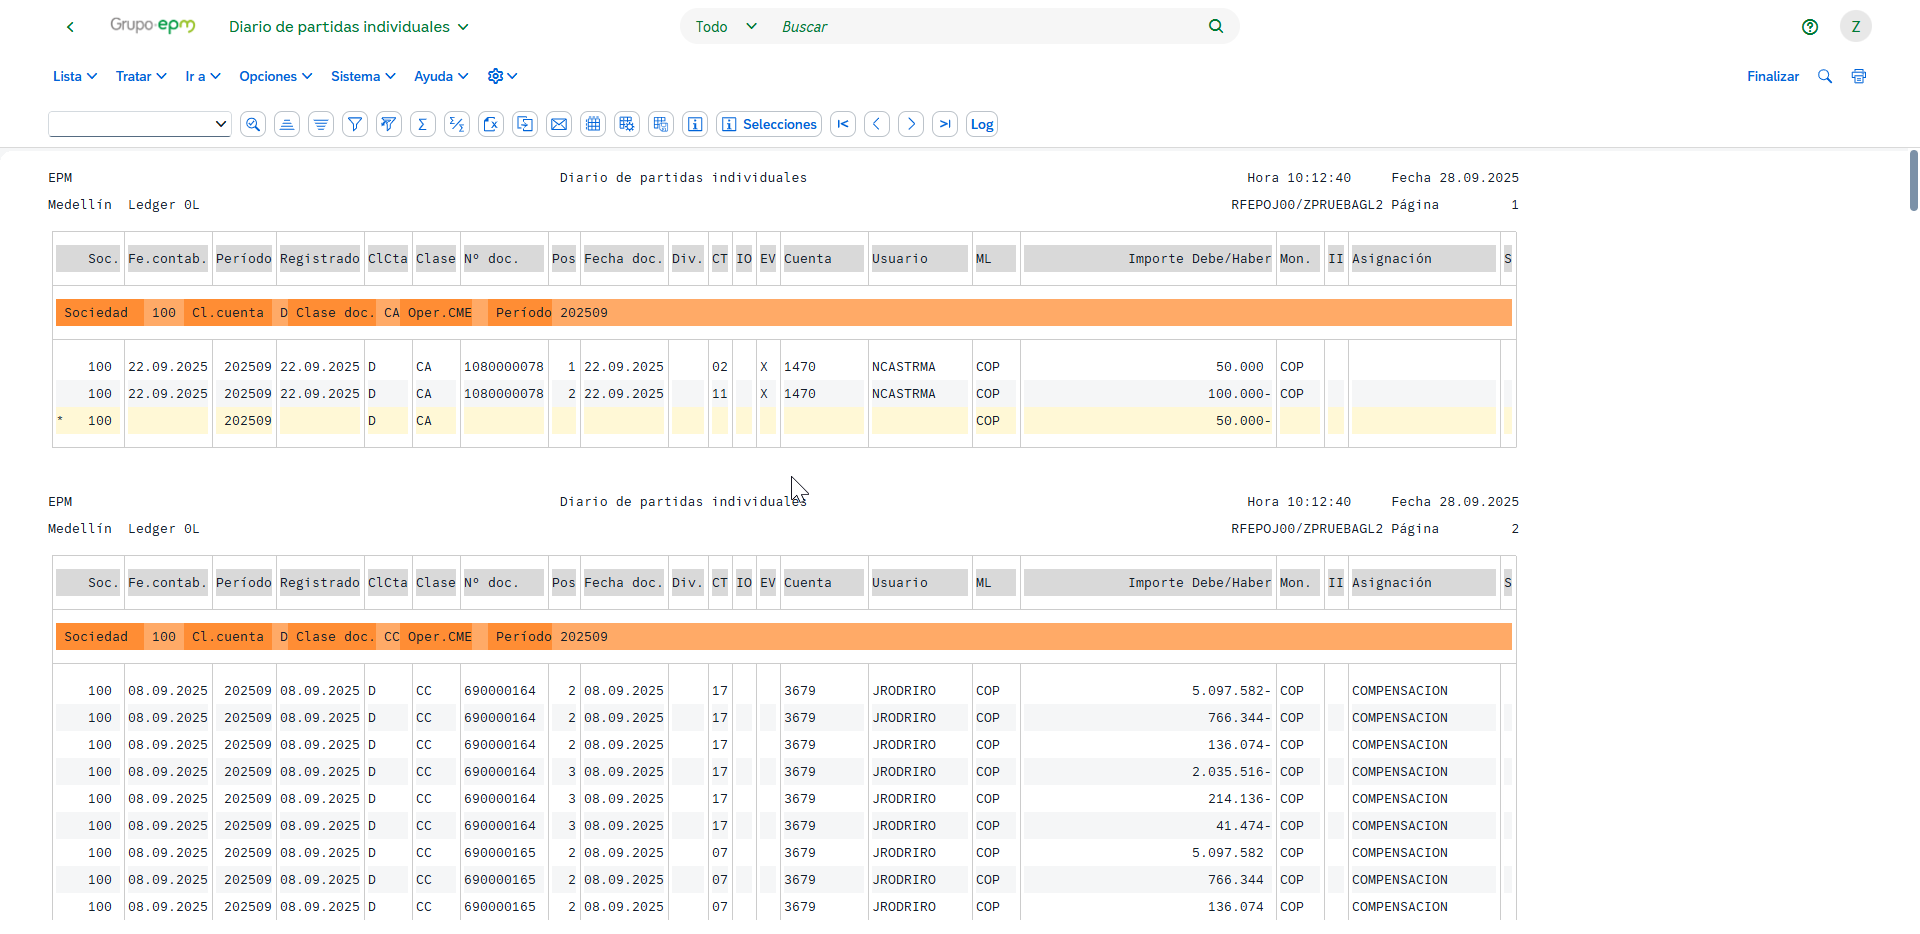 Grupo·epm Diario de partidas individuales Todo Buscar Z
Lista Tratar Ir a Opciones Sistema Ayuda Finalizar
Selecciones Log
EPM Diario de partidas individuales Hora 10:12:40 Fecha 28.09.2025
Medellín Ledger 0L RFEPOJ00/ZPRUEBAGL2 Página 1
Soc. Fe.contab. Período Registrado ClCta Clase Nº doc. Pos Fecha doc. Div. CT IO EV Cuenta Usuario ML Importe Debe/Haber Mon. II Asignación S
Sociedad 100 Cl.cuenta D Clase doc. CA Oper.CME Período 202509
100 22.09.2025 202509 22.09.2025 D CA 1080000078 1 22.09.2025 02 X 1470 NCASTRMA COP 50.000 COP
100 22.09.2025 202509 22.09.2025 D CA 1080000078 2 22.09.2025 11 X 1470 NCASTRMA COP 100.000- COP
* 100 202509 D CA COP 50.000-
EPM Diario de partidas individuales Hora 10:12:40 Fecha 28.09.2025
Medellín Ledger 0L RFEPOJ00/ZPRUEBAGL2 Página 2
Soc. Fe.contab. Período Registrado ClCta Clase Nº doc. Pos Fecha doc. Div. CT IO EV Cuenta Usuario ML Importe Debe/Haber Mon. II Asignación S
Sociedad 100 Cl.cuenta D Clase doc. CC Oper.CME Período 202509
100 08.09.2025 202509 08.09.2025 D CC 690000164 2 08.09.2025 17 3679 JRODRIRO COP 5.097.582- COP COMPENSACION
100 08.09.2025 202509 08.09.2025 D CC 690000164 2 08.09.2025 17 3679 JRODRIRO COP 766.344- COP COMPENSACION
100 08.09.2025 202509 08.09.2025 D CC 690000164 2 08.09.2025 17 3679 JRODRIRO COP 136.074- COP COMPENSACION
100 08.09.2025 202509 08.09.2025 D CC 690000164 3 08.09.2025 17 3679 JRODRIRO COP 2.035.516- COP COMPENSACION
100 08.09.2025 202509 08.09.2025 D CC 690000164 3 08.09.2025 17 3679 JRODRIRO COP 214.136- COP COMPENSACION
100 08.09.2025 202509 08.09.2025 D CC 690000164 3 08.09.2025 17 3679 JRODRIRO COP 41.474- COP COMPENSACION
100 08.09.2025 202509 08.09.2025 D CC 690000165 2 08.09.2025 07 3679 JRODRIRO COP 5.097.582 COP COMPENSACION
100 08.09.2025 202509 08.09.2025 D CC 690000165 2 08.09.2025 07 3679 JRODRIRO COP 766.344 COP COMPENSACION
100 08.09.2025 202509 08.09.2025 D CC 690000165 2 08.09.2025 07 3679 JRODRIRO COP 136.074 COP COMPENSACION